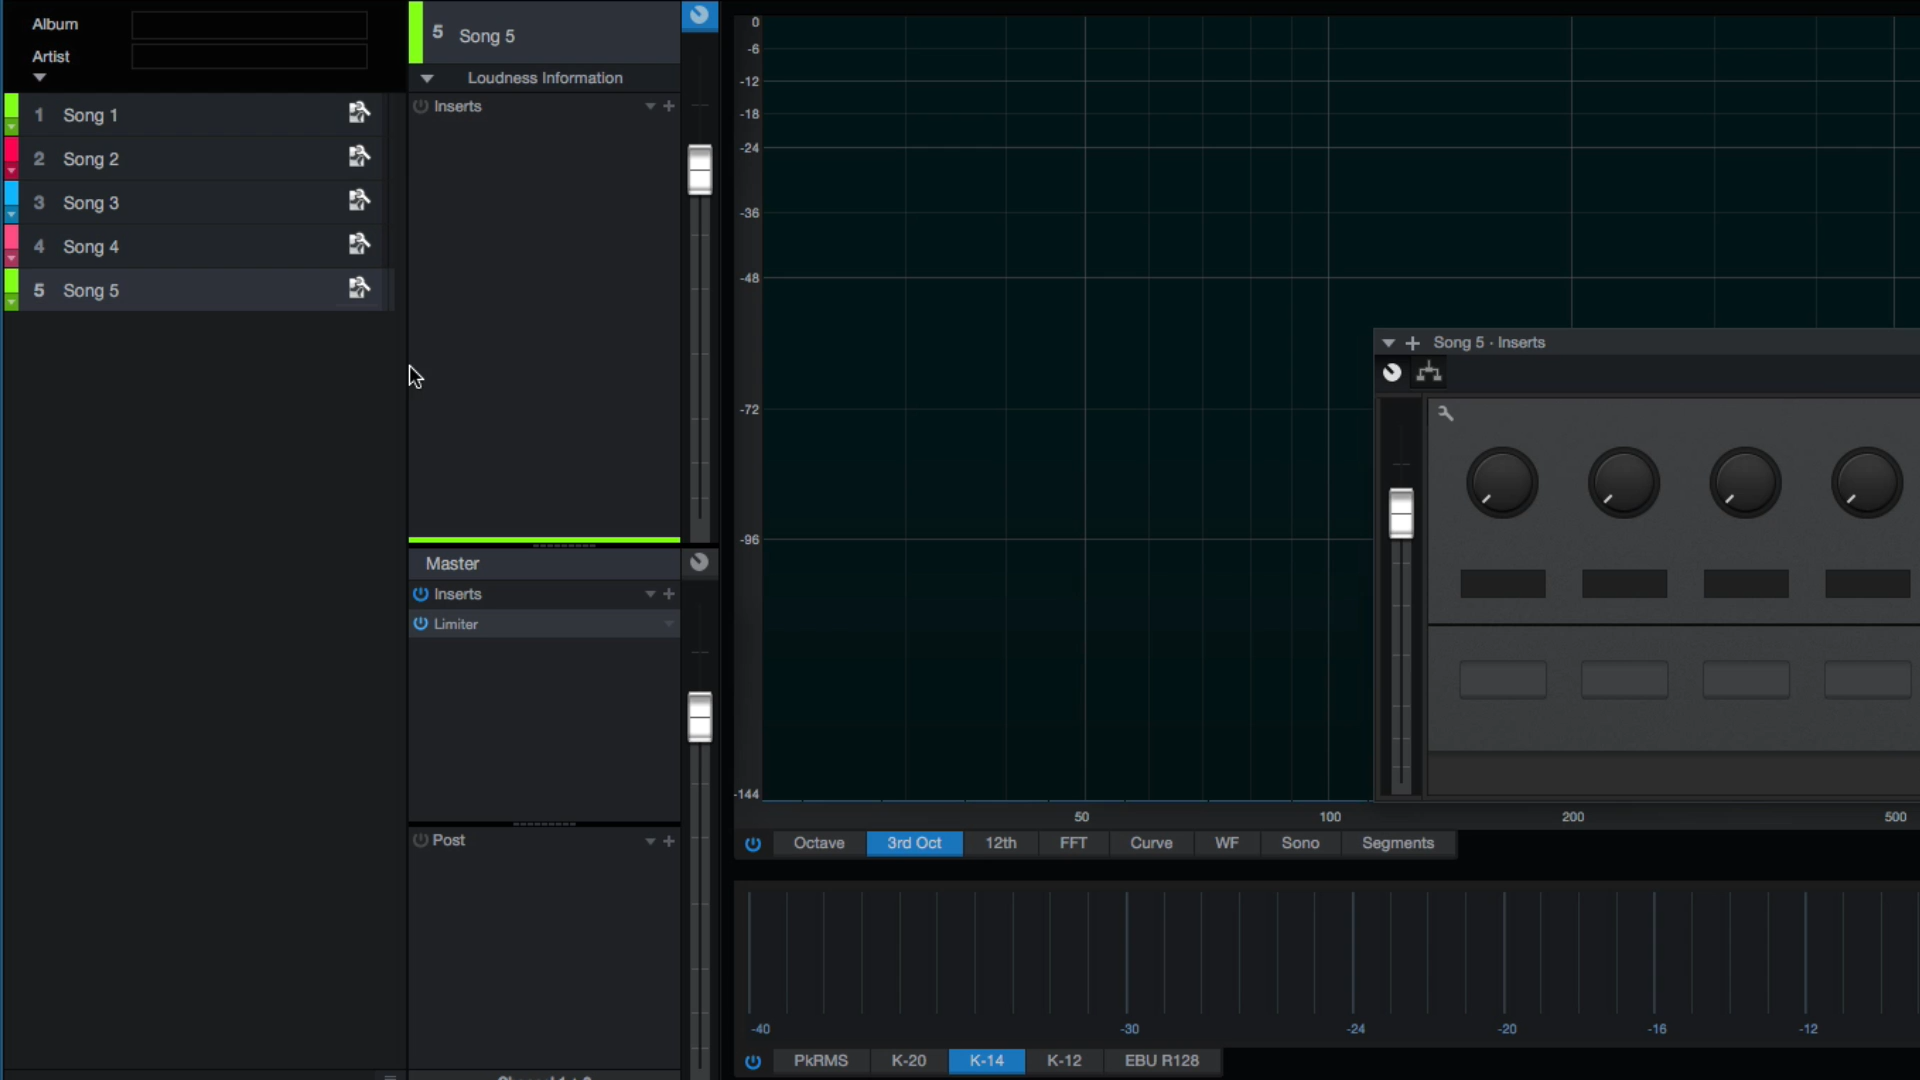 Album
Artist
1 Song 1
2 Song 2
3 Song 3
4 Song 4
5 Song 5
5 Song 5
Loudness Information
Inserts
Master
Inserts
Limiter
Post
0
-6
-12
-18
-24
-36
-48
-72
-96
-144
50 100 200 500
Song 5 · Inserts
Octave 3rd Oct 12th FFT Curve WF Sono Segments
-40 -30 -24 -20 -16 -12
PkRMS K-20 K-14 K-12 EBU R128